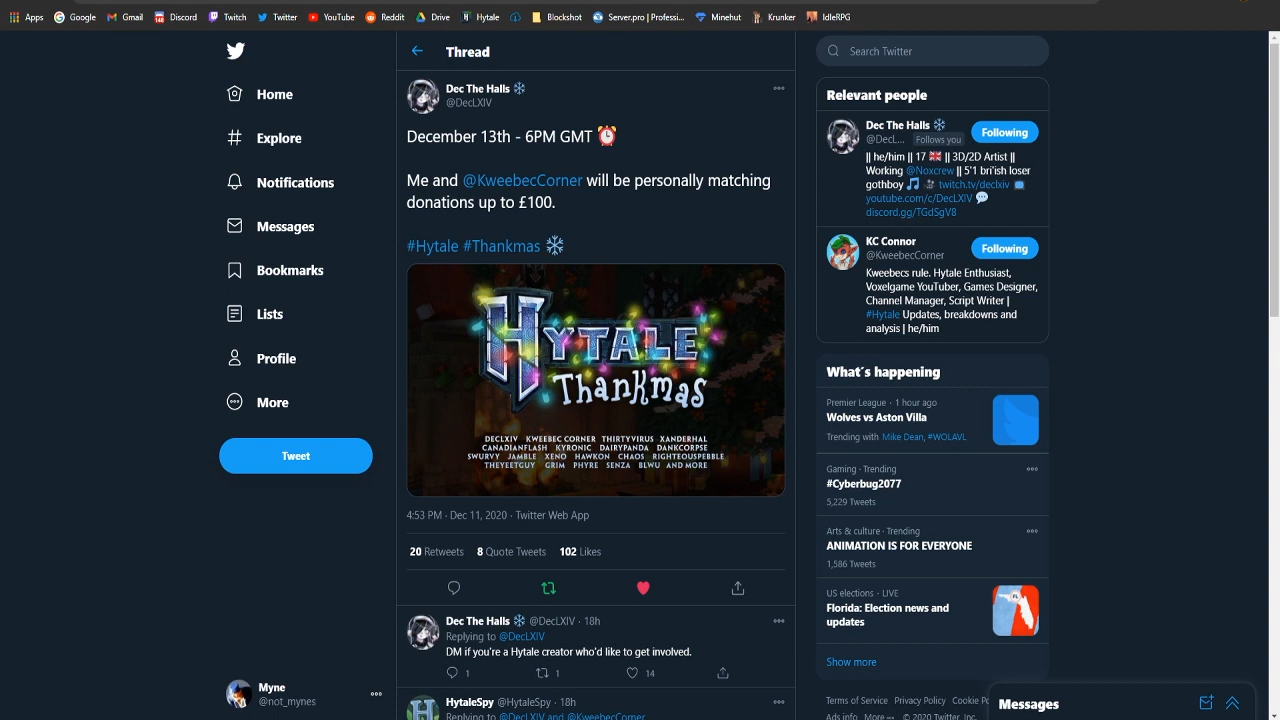 Apps Google Gmail Discord Twitch Twitter YouTube Reddit Drive Hytale Blockshot Server.pro | Professi... Minehut Krunker IdleRPG
Home
Explore
Notifications
Messages
Bookmarks
Lists
Profile
More
Tweet
Myne
@not_mynes
Thread
Dec The Halls ❄
@DecLXIV
December 13th - 6PM GMT ⏰
Me and @KweebecCorner will be personally matching
donations up to £100.
#Hytale #Thankmas ❄
HYTALE
Thankmas
DECLXIV KWEEBEC CORNER THIRTYVIRUS XANDERHAL
CANADIANFLASH KYRONIC DAIRYPANDA DANKCORPSE
SWURVY JAMBLE XENO HAWKON CHAOS RIGHTEOUSPEBBLE
THEYEETGUY GRIM PHYRE SENZA BLWU AND MORE
4:53 PM · Dec 11, 2020 · Twitter Web App
20 Retweets 8 Quote Tweets 102 Likes
Dec The Halls ❄ @DecLXIV · 18h
Replying to @DecLXIV
DM if you're a Hytale creator who'd like to get involved.
1 1 14
HytaleSpy @HytaleSpy · 18h
Replying to @DecLXIV and @KweebecCorner
Search Twitter
Relevant people
Dec The Halls ❄
@DecL... Follows you
Following
|| he/him || 17 🇬🇧 || 3D/2D Artist ||
Working @Noxcrew || 5'1 bri'ish loser
gothboy 🎵 🎥 twitch.tv/declxiv 📺
youtube.com/c/DecLXIV 💬
discord.gg/TGdSgV8
KC Connor
@KweebecCorner
Following
Kweebecs rule. Hytale Enthusiast,
Voxelgame YouTuber, Games Designer,
Channel Manager, Script Writer |
#Hytale Updates, breakdowns and
analysis | he/him
What's happening
Premier League · 1 hour ago
Wolves vs Aston Villa
Trending with Mike Dean, #WOLAVL
Gaming · Trending
#Cyberbug2077
5,229 Tweets
Arts & culture · Trending
ANIMATION IS FOR EVERYONE
1,586 Tweets
US elections · LIVE
Florida: Election news and
updates
Show more
Terms of Service Privacy Policy Cookie Po
Ads info More © 2020 Twitter, Inc.
Messages